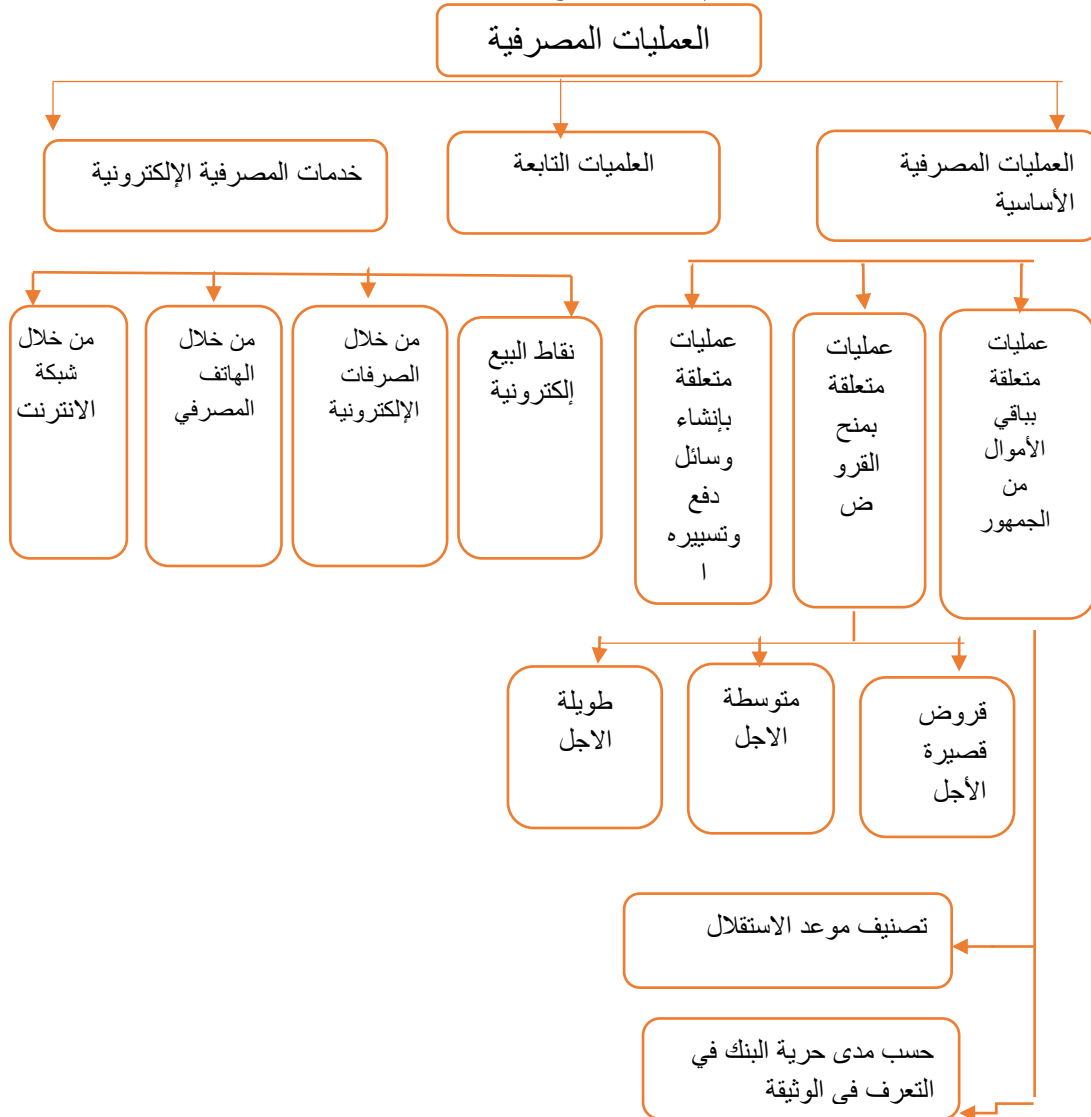 العمليات المصرفية
العمليات المصرفية
الأساسية
العلميات التابعة
خدمات المصرفية الإلكترونية
عمليات
متعلقة
بباقي
الأموال
من
الجمهور
عمليات
متعلقة
بمنح
القرو
ض
عمليات
متعلقة
بإنشاء
وسائل
دفع
وتسييره
ا
نقاط البيع
إلكترونية
من خلال
الصرفات
الإلكترونية
من خلال
الهاتف
المصرفي
من خلال
شبكة
الانترنت
قروض
قصيرة
الأجل
متوسطة
الاجل
طويلة
الاجل
تصنيف موعد الاستقلال
حسب مدى حرية البنك في
التعرف في الوثيقة